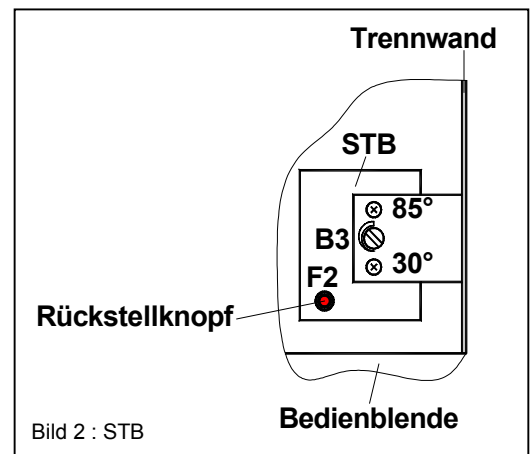 Trennwand
STB
85°
B3
30°
F2
Rückstellknopf
Bedienblende
Bild 2 : STB